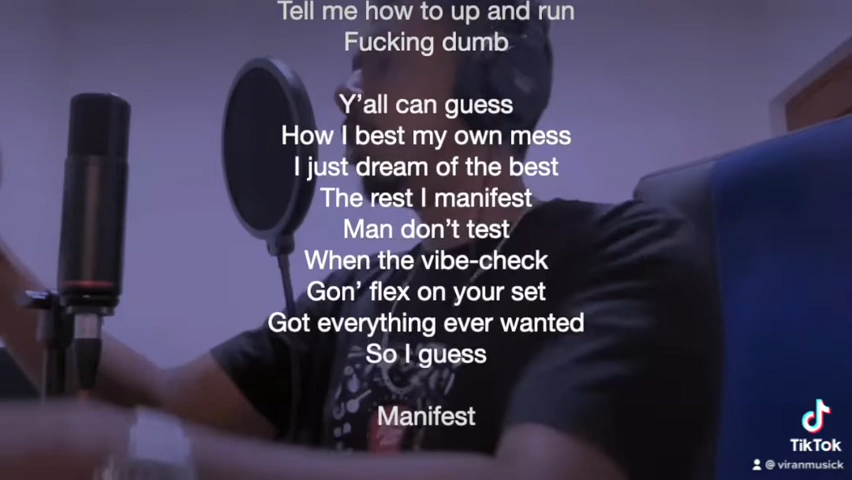 Tell me how to up and run
Fucking dumb
Y'all can guess
How I best my own mess
I just dream of the best
The rest I manifest
Man don't test
When the vibe-check
Gon' flex on your set
Got everything ever wanted
So I guess
Manifest
TikTok
@viranmusick